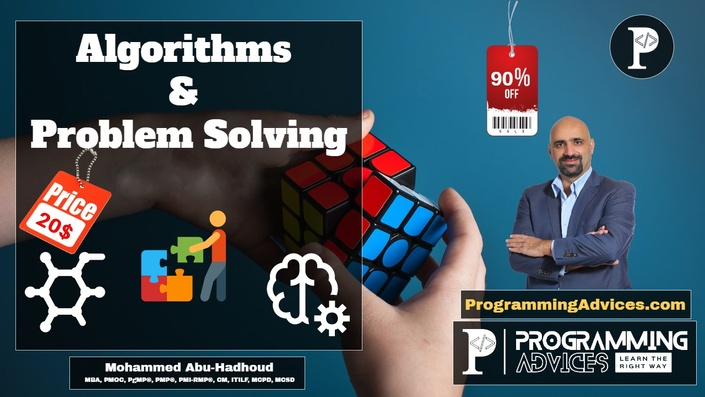 Algorithms
&
Problem Solving
Price
20$
90%
OFF
SALE
P
</>
ProgrammingAdvices.com
P
</>
PROGRAMMING
ADVICES
LEARN THE
RIGHT WAY
Mohammed Abu-Hadhoud
MBA, PMOC, PgMP®, PMP®, PMI-RMP®, CM, ITILF, MCPD, MCSD